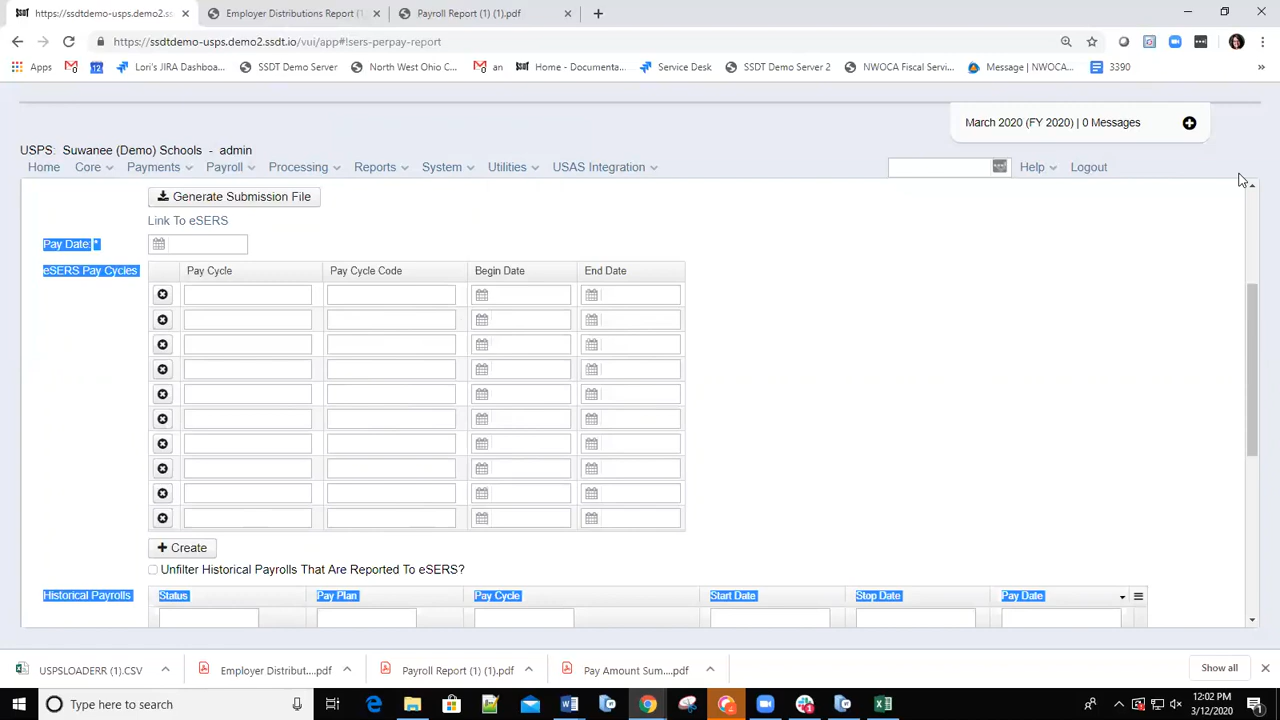 https://ssdtdemo-usps.demo2.ssdt.io/
Employer Distributions Report (
Payroll Report (1) (1).pdf
https://ssdtdemo-usps.demo2.ssdt.io/vui/app#!sers-perpay-report
Apps
12
Lori's JIRA Dashboa...
SSDT Demo Server
North West Ohio C...
an
Home - Documenta...
Service Desk
SSDT Demo Server 2
NWOCA Fiscal Servi...
Message | NWOCA...
3390
»
March 2020 (FY 2020) | 0 Messages
USPS: Suwanee (Demo) Schools - admin
Home Core Payments Payroll Processing Reports System Utilities USAS Integration Help Logout
Generate Submission File
Link To eSERS
Pay Date: *
eSERS Pay Cycles
Pay Cycle Pay Cycle Code Begin Date End Date
+ Create
Unfilter Historical Payrolls That Are Reported To eSERS?
Historical Payrolls Status Pay Plan Pay Cycle Start Date Stop Date Pay Date
USPSLOADERR (1).CSV
Employer Distribut....pdf
Payroll Report (1) (1).pdf
Pay Amount Sum....pdf
Show all
Type here to search
12:02 PM
3/12/2020